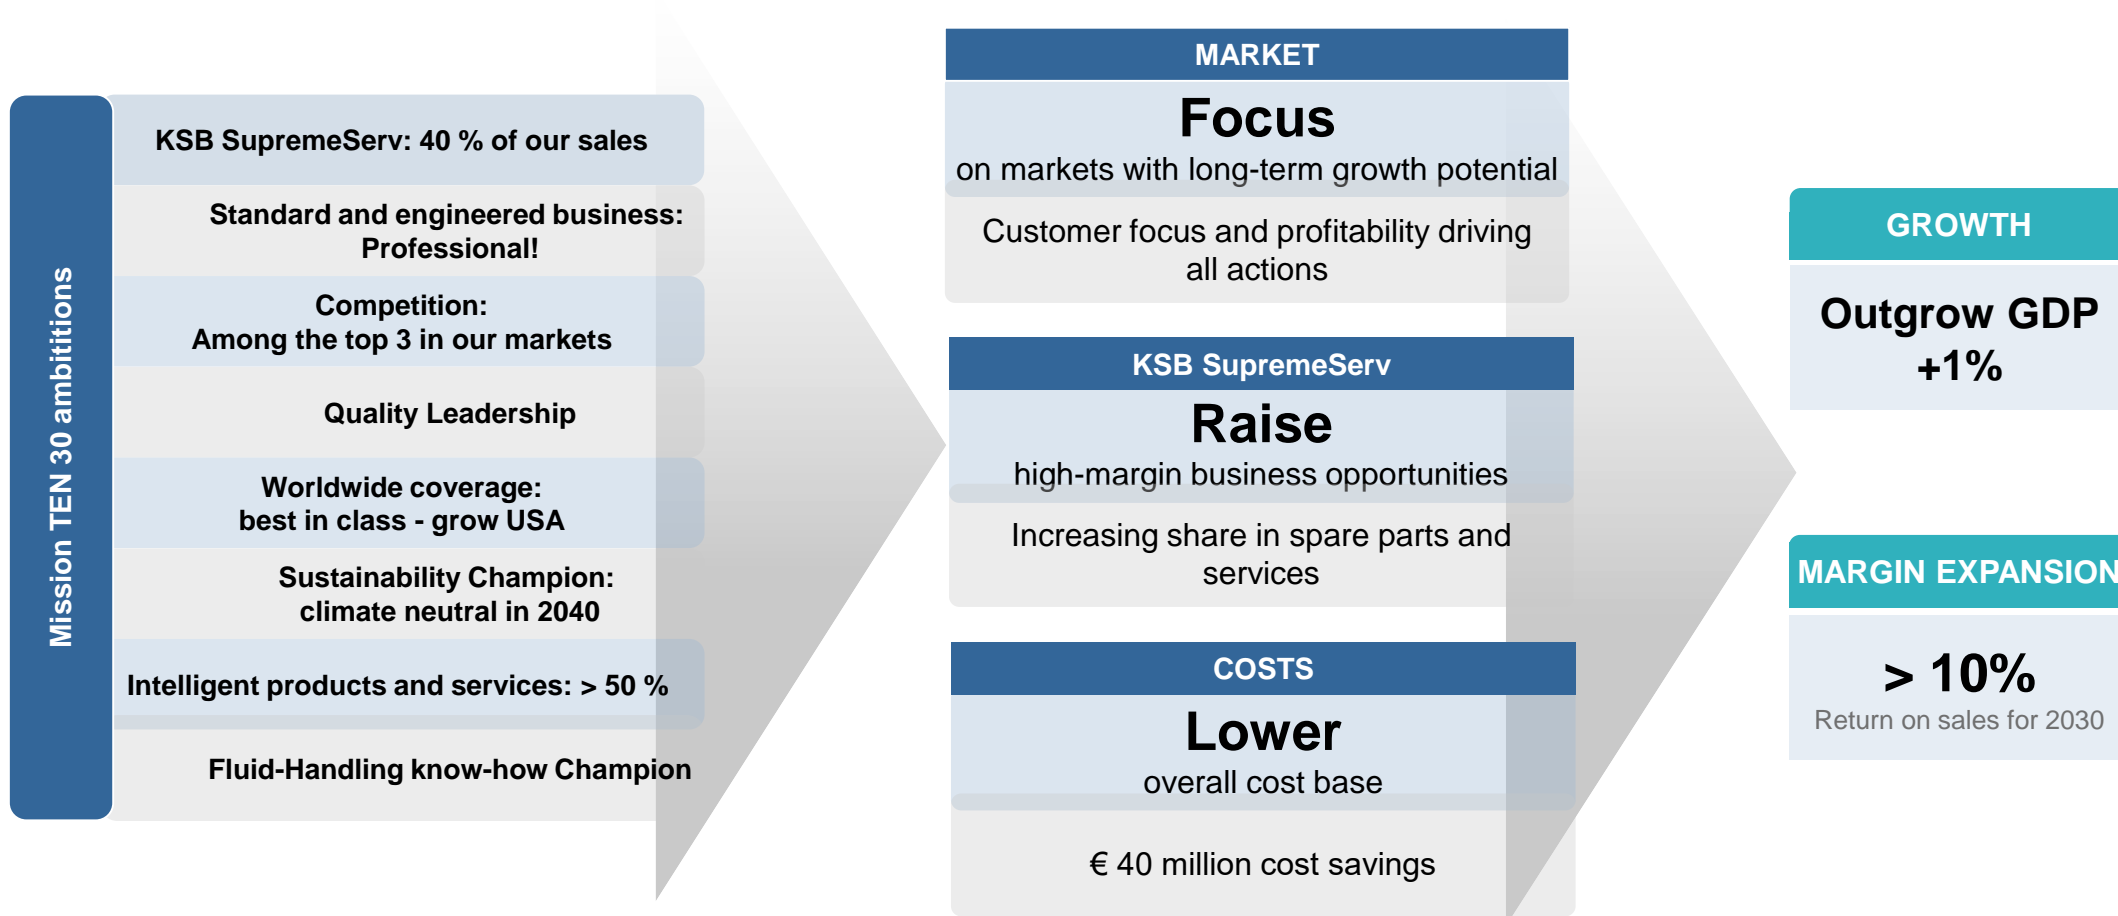 Mission TEN 30 ambitions
KSB SupremeServ: 40 % of our sales
Standard and engineered business:
Professional!
Competition:
Among the top 3 in our markets
Quality Leadership
Worldwide coverage:
best in class - grow USA
Sustainability Champion:
climate neutral in 2040
Intelligent products and services: > 50 %
Fluid-Handling know-how Champion
MARKET
Focus
on markets with long-term growth potential
Customer focus and profitability driving
all actions
KSB SupremeServ
Raise
high-margin business opportunities
Increasing share in spare parts and
services
COSTS
Lower
overall cost base
€ 40 million cost savings
GROWTH
Outgrow GDP
+1%
MARGIN EXPANSION
> 10%
Return on sales for 2030